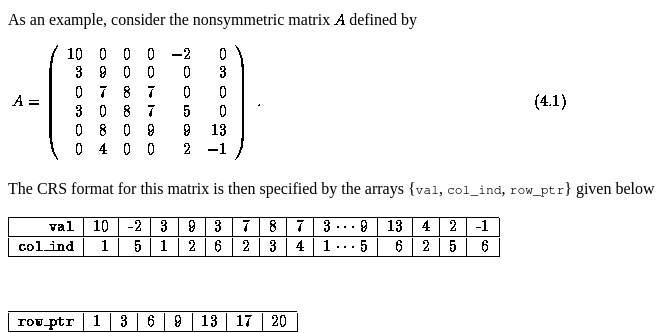 As an example, consider the nonsymmetric matrix A defined by
10 0 0 0 -2 0
3 9 0 0 0 3
0 7 8 7 0 0
A = . (4.1)
3 0 8 7 5 0
0 8 0 9 9 13
0 4 0 0 2 -1
The CRS format for this matrix is then specified by the arrays {val, col_ind, row_ptr} given below
val 10 -2 3 9 3 7 8 7 3 ⋯ 9 13 4 2 -1
col_ind 1 5 1 2 6 2 3 4 1 ⋯ 5 6 2 5 6
row_ptr 1 3 6 9 13 17 20